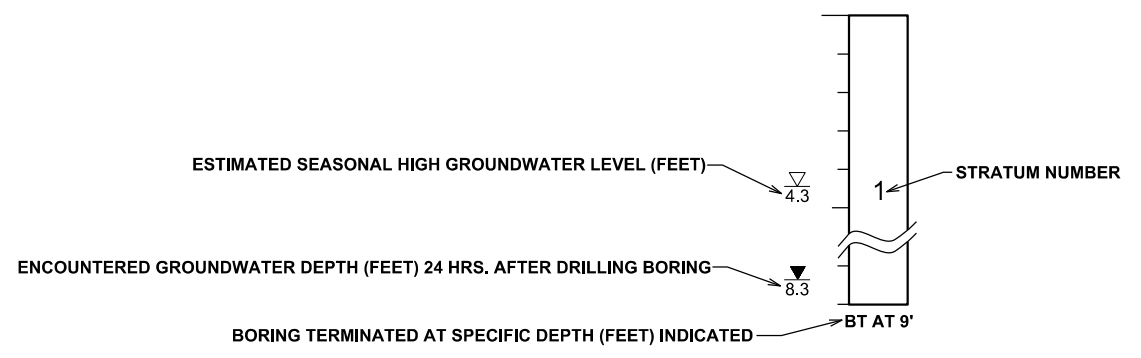 ESTIMATED SEASONAL HIGH GROUNDWATER LEVEL (FEET)
4.3
1
STRATUM NUMBER
ENCOUNTERED GROUNDWATER DEPTH (FEET) 24 HRS. AFTER DRILLING BORING
8.3
BORING TERMINATED AT SPECIFIC DEPTH (FEET) INDICATED
BT AT 9'